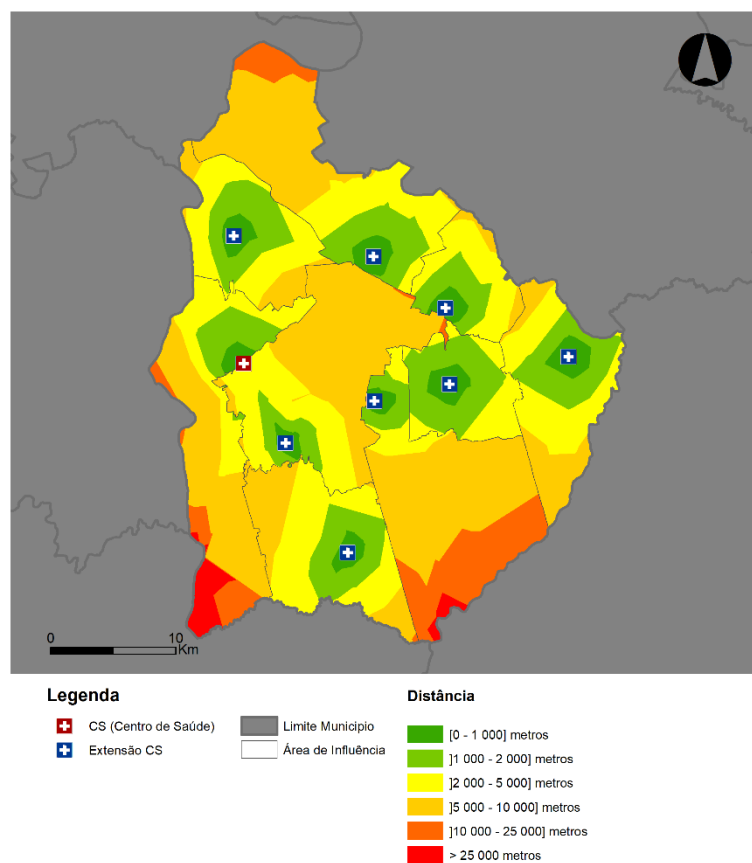 0 10
Km
Legenda
CS (Centro de Saúde)
Extensão CS
Limite Municipio
Área de Influência
Distância
[0 - 1 000] metros
]1 000 - 2 000] metros
]2 000 - 5 000] metros
]5 000 - 10 000] metros
]10 000 - 25 000] metros
> 25 000 metros